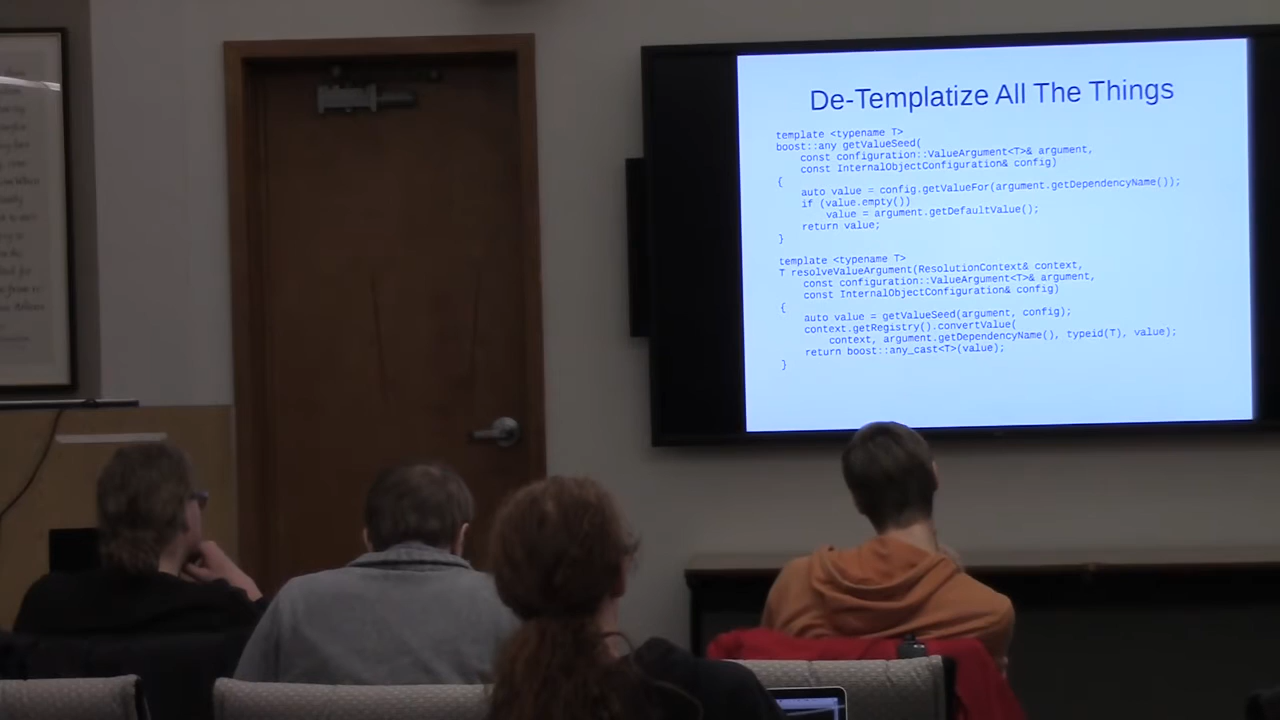 De-Templatize All The Things
template <typename T>
boost::any getValueSeed(
const configuration::ValueArgument<T>& argument,
const InternalObjectConfiguration& config)
{
auto value = config.getValueFor(argument.getDependencyName());
if (value.empty())
value = argument.getDefaultValue();
return value;
}
template <typename T>
T resolveValueArgument(ResolutionContext& context,
const configuration::ValueArgument<T>& argument,
const InternalObjectConfiguration& config)
{
auto value = getValueSeed(argument, config);
context.getRegistry().convertValue(
context, argument.getDependencyName(), typeid(T), value);
return boost::any_cast<T>(value);
}